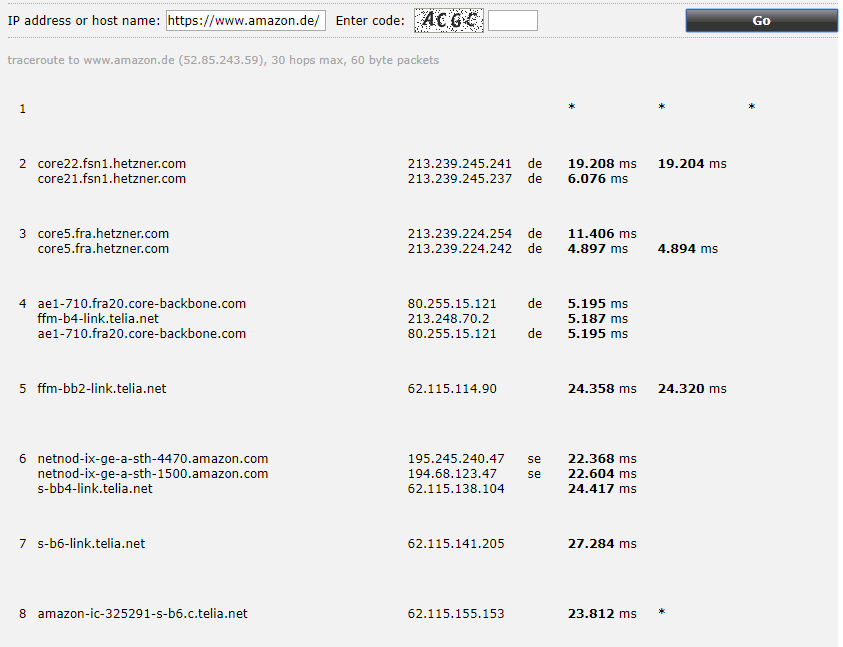 IP address or host name: https://www.amazon.de/ Enter code: ACGC Go
traceroute to www.amazon.de (52.85.243.59), 30 hops max, 60 byte packets
1 * * *
2 core22.fsn1.hetzner.com 213.239.245.241 de 19.208 ms 19.204 ms
core21.fsn1.hetzner.com 213.239.245.237 de 6.076 ms
3 core5.fra.hetzner.com 213.239.224.254 de 11.406 ms
core5.fra.hetzner.com 213.239.224.242 de 4.897 ms 4.894 ms
4 ae1-710.fra20.core-backbone.com 80.255.15.121 de 5.195 ms
ffm-b4-link.telia.net 213.248.70.2 5.187 ms
ae1-710.fra20.core-backbone.com 80.255.15.121 de 5.195 ms
5 ffm-bb2-link.telia.net 62.115.114.90 24.358 ms 24.320 ms
6 netnod-ix-ge-a-sth-4470.amazon.com 195.245.240.47 se 22.368 ms
netnod-ix-ge-a-sth-1500.amazon.com 194.68.123.47 se 22.604 ms
s-bb4-link.telia.net 62.115.138.104 24.417 ms
7 s-b6-link.telia.net 62.115.141.205 27.284 ms
8 amazon-ic-325291-s-b6.c.telia.net 62.115.155.153 23.812 ms *